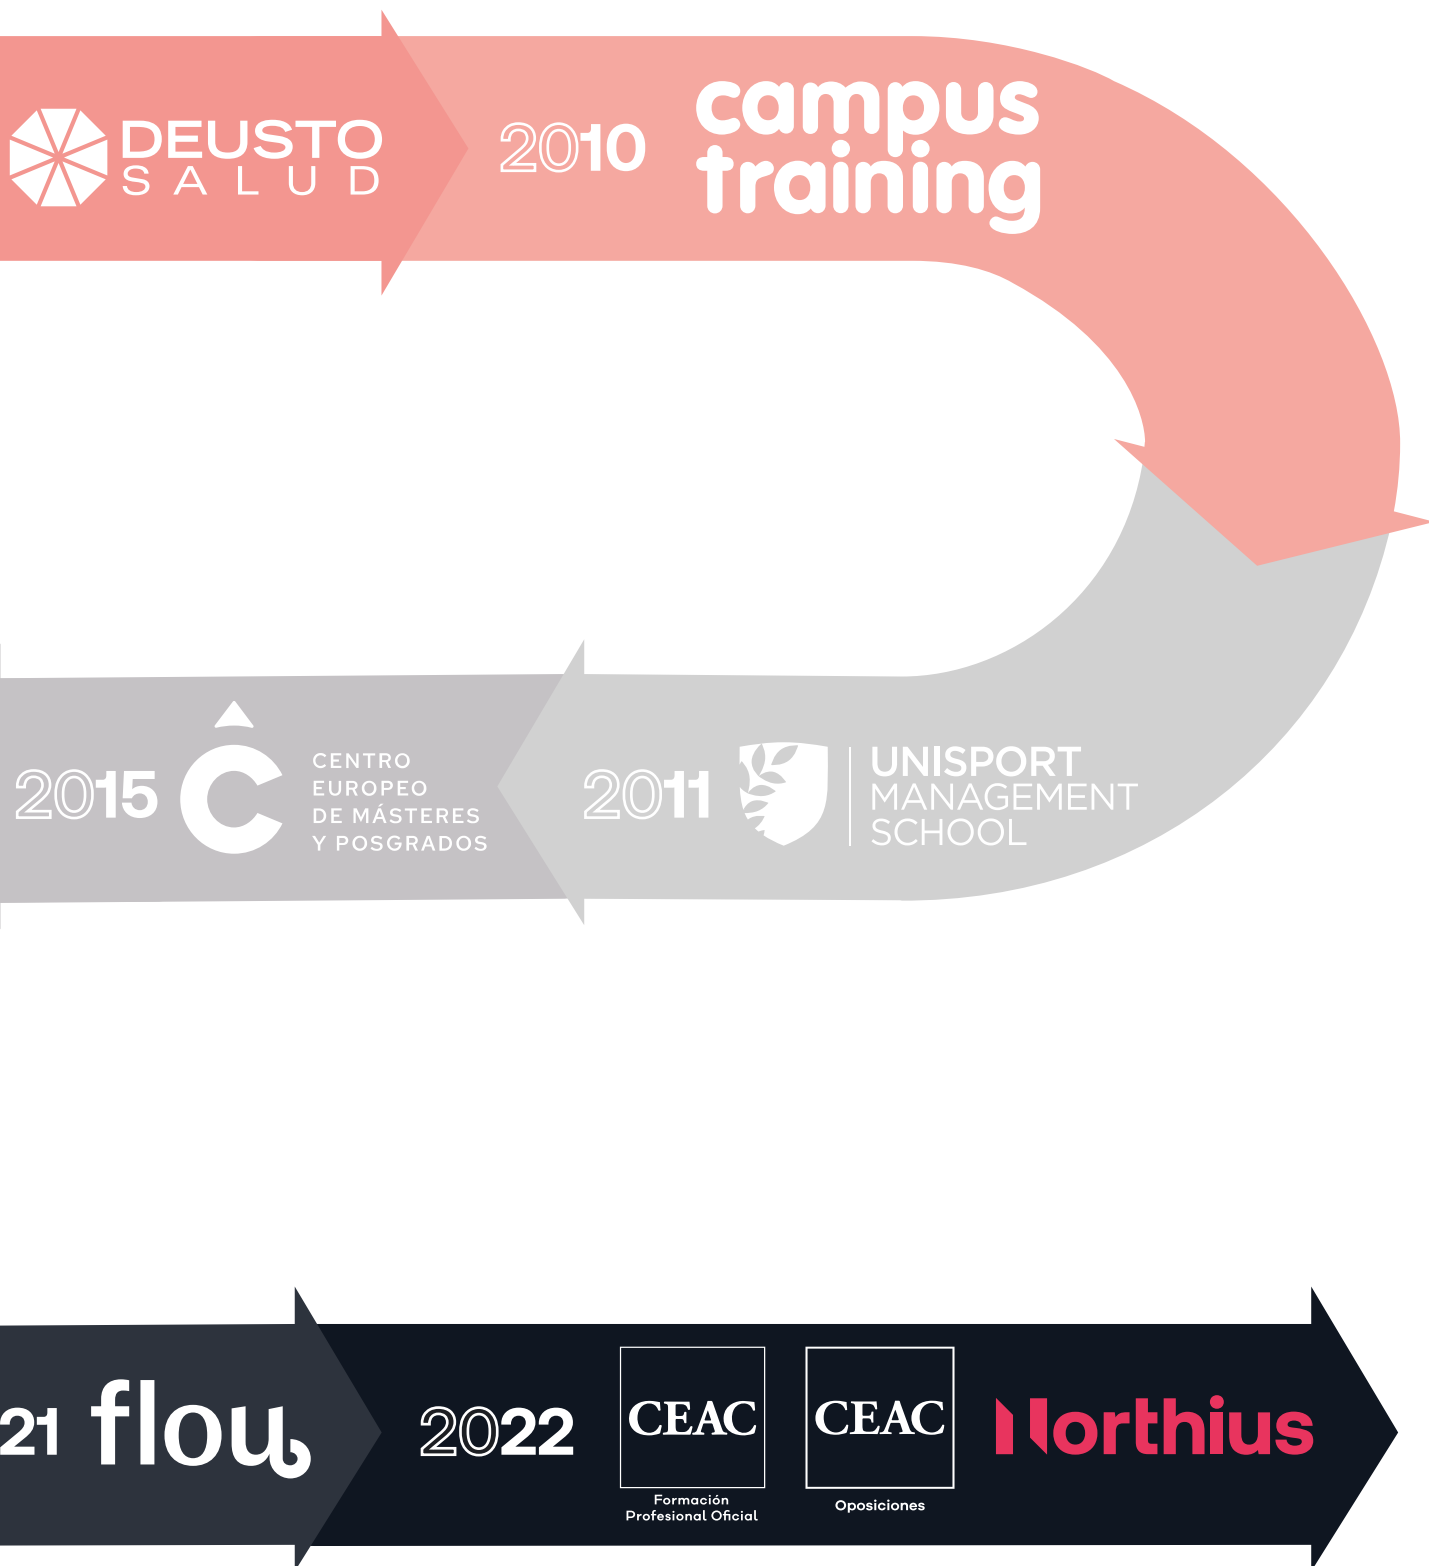 DEUSTO
SALUD
2010
campus
training
2015
CENTRO
EUROPEO
DE MÁSTERES
Y POSGRADOS
2011
UNISPORT
MANAGEMENT
SCHOOL
21
flou
2022
CEAC
Formación
Profesional Oficial
CEAC
Oposiciones
Northius